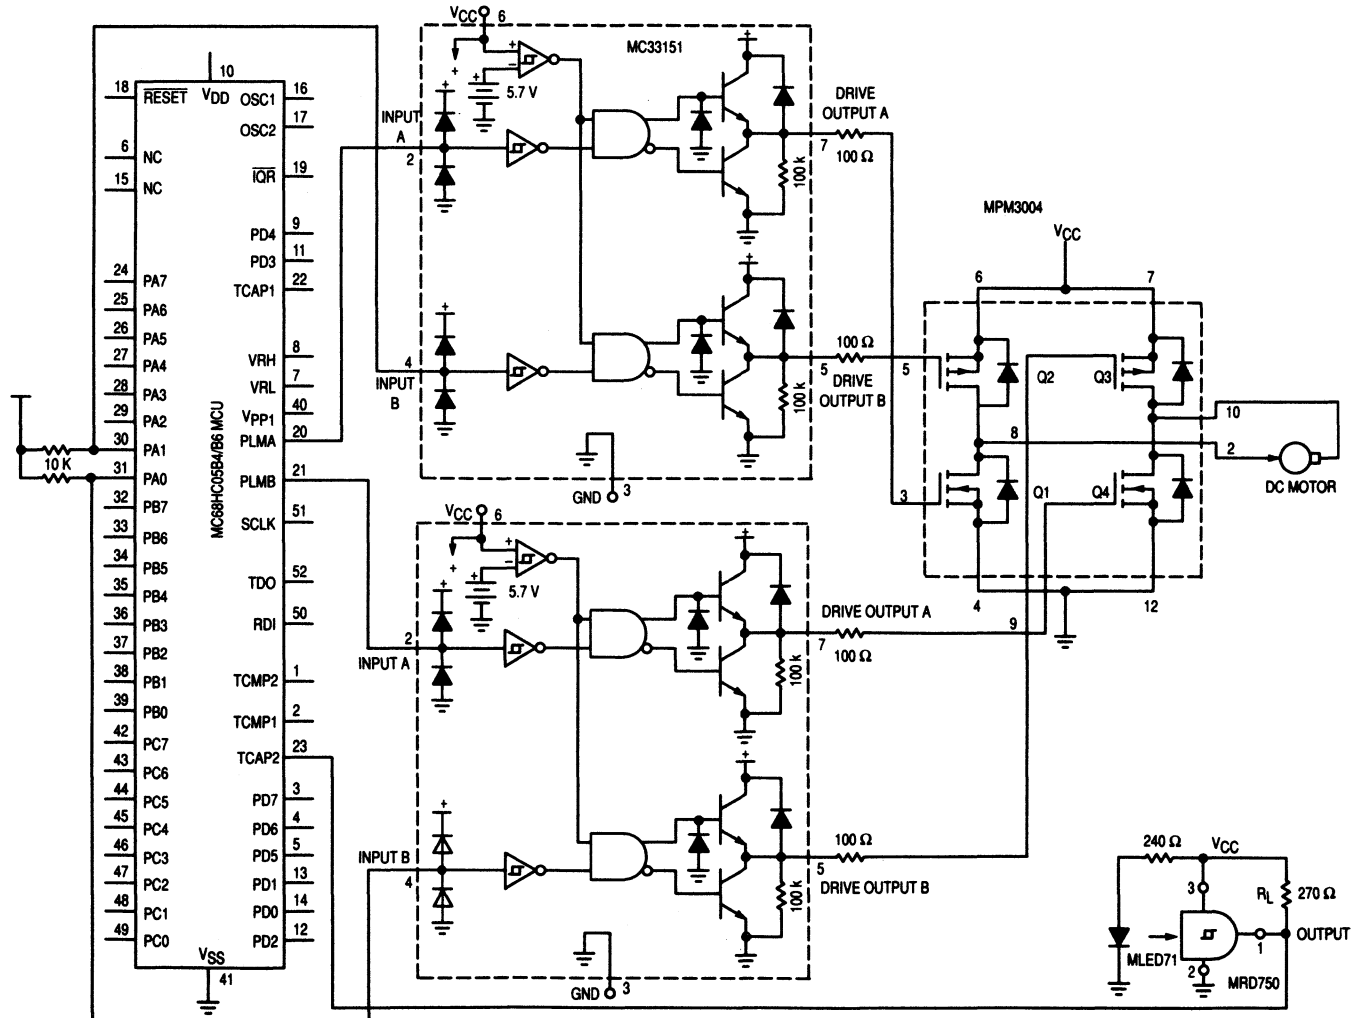 VCC 6
MC33151
5.7 V
INPUT
A
2
DRIVE
OUTPUT A
7
100 Ω
100 k
18 RESET
10
VDD
OSC1 16
OSC2 17
6 NC
15 NC
IQR 19
PD4 9
PD3 11
24 PA7
TCAP1 22
25 PA6
26 PA5
27 PA4
VRH 8
28 PA3
VRL 7
29 PA2
VPP1 40
30 PA1
PLMA 20
10 K
31 PA0
PLMB 21
32 PB7
33 PB6
SCLK 51
34 PB5
35 PB4
TDO 52
36 PB3
RDI 50
37 PB2
38 PB1
TCMP2 1
39 PB0
TCMP1 2
42 PC7
43 PC6
TCAP2 23
44 PC5
PD7 3
45 PC4
PD6 4
46 PC3
PD5 5
47 PC2
PD1 13
48 PC1
PD0 14
49 PC0
PD2 12
VSS
41
MC68HC05B4/B6 MCU
4
INPUT
B
100 Ω
5
DRIVE
OUTPUT B
100 k
GND 3
MPM3004
VCC
6
7
5
Q2
Q3
10
8
2
DC MOTOR
3
Q1
Q4
4
12
9
VCC 6
5.7 V
2
INPUT A
DRIVE OUTPUT A
7
100 Ω
100 k
INPUT B
4
100 Ω
5
DRIVE OUTPUT B
100 k
GND 3
240 Ω
VCC
3
RL 270 Ω
1
OUTPUT
MLED71
2
MRD750